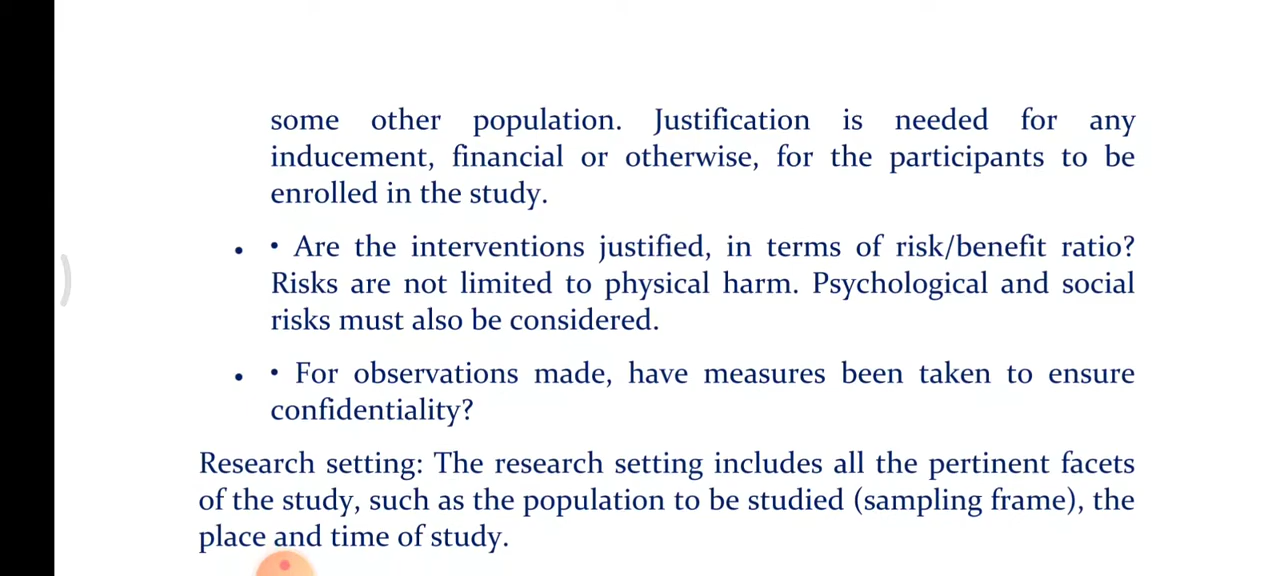 some other population. Justification is needed for any
inducement, financial or otherwise, for the participants to be
enrolled in the study.
• • Are the interventions justified, in terms of risk/benefit ratio?
Risks are not limited to physical harm. Psychological and social
risks must also be considered.
• • For observations made, have measures been taken to ensure
confidentiality?
Research setting: The research setting includes all the pertinent facets
of the study, such as the population to be studied (sampling frame), the
place and time of study.